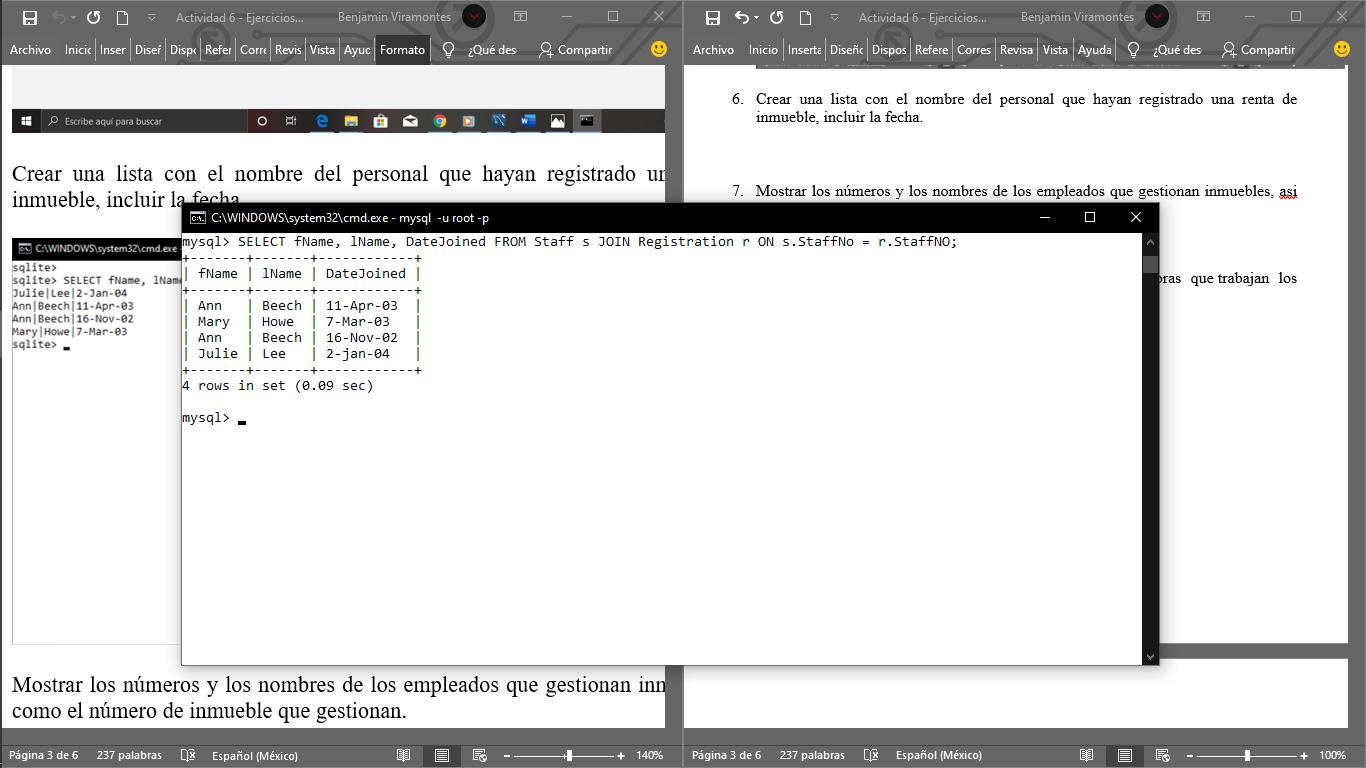 Actividad 6 - Ejercicios...
Benjamin Viramontes
Archivo Inicic Inser Diseñ Dispo Refer Corre Revis Vista Ayuc Formato ¿Qué des Compartir
Escribe aquí para buscar
Crear una lista con el nombre del personal que hayan registrado un
inmueble, incluir la fecha.
C:\WINDOWS\system32\cmd.exe -
sqlite>
sqlite> SELECT fName, lName
Julie|Lee|2-Jan-04
Ann|Beech|11-Apr-03
Ann|Beech|16-Nov-02
Mary|Howe|7-Mar-03
sqlite>
Mostrar los números y los nombres de los empleados que gestionan inm
como el número de inmueble que gestionan.
Página 3 de 6 237 palabras Español (México) 140%
Actividad 6 - Ejercicios...
Benjamin Viramontes
Archivo Inicio Inserta Diseño Dispos Refere Corres Revisa Vista Ayuda ¿Qué des Compartir
6. Crear una lista con el nombre del personal que hayan registrado una renta de
inmueble, incluir la fecha.
7. Mostrar los números y los nombres de los empleados que gestionan inmuebles, asi
que trabajan los
Página 3 de 6 237 palabras Español (México) 100%
C:\WINDOWS\system32\cmd.exe - mysql -u root -p
mysql> SELECT fName, lName, DateJoined FROM Staff s JOIN Registration r ON s.StaffNo = r.StaffNO;
+-------+-------+------------+
| fName | lName | DateJoined |
+-------+-------+------------+
| Ann | Beech | 11-Apr-03 |
| Mary | Howe | 7-Mar-03 |
| Ann | Beech | 16-Nov-02 |
| Julie | Lee | 2-jan-04 |
+-------+-------+------------+
4 rows in set (0.09 sec)
mysql>